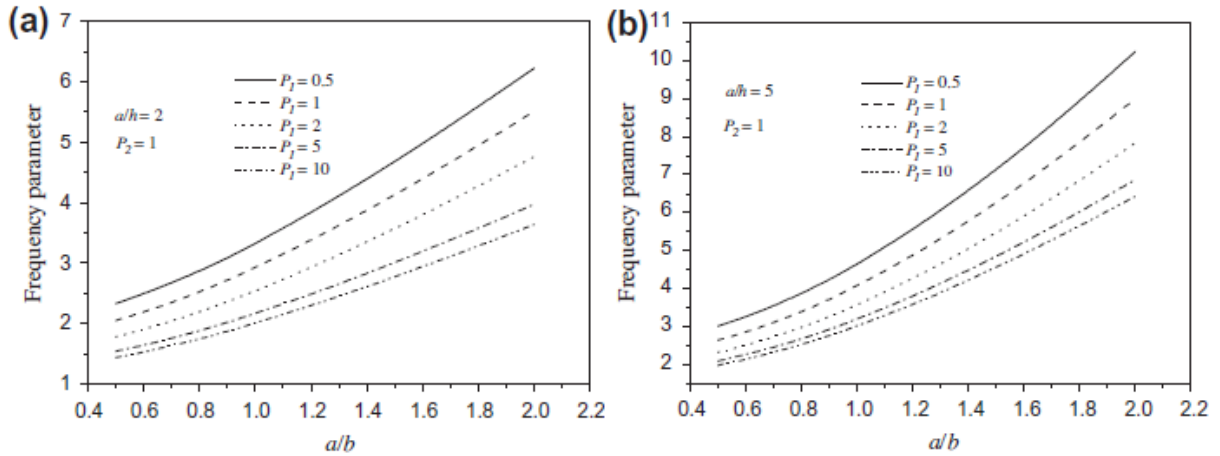 (a)
7
6
5
4
3
2
1
Frequency parameter
P1 = 0.5
P1 = 1
P1 = 2
P1 = 5
P1 = 10
a/h = 2
P2 = 1
0.4 0.6 0.8 1.0 1.2 1.4 1.6 1.8 2.0 2.2
a/b
(b)
11
10
9
8
7
6
5
4
3
2
Frequency parameter
P1 = 0.5
P1 = 1
P1 = 2
P1 = 5
P1 = 10
a/h = 5
P2 = 1
0.4 0.6 0.8 1.0 1.2 1.4 1.6 1.8 2.0 2.2
a/b